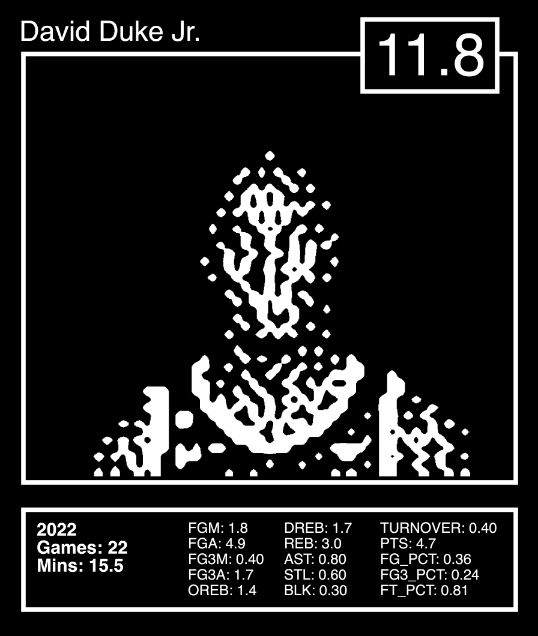 David Duke Jr.
11.8
2022
Games: 22
Mins: 15.5
FGM: 1.8
FGA: 4.9
FG3M: 0.40
FG3A: 1.7
OREB: 1.4
DREB: 1.7
REB: 3.0
AST: 0.80
STL: 0.60
BLK: 0.30
TURNOVER: 0.40
PTS: 4.7
FG_PCT: 0.36
FG3_PCT: 0.24
FT_PCT: 0.81